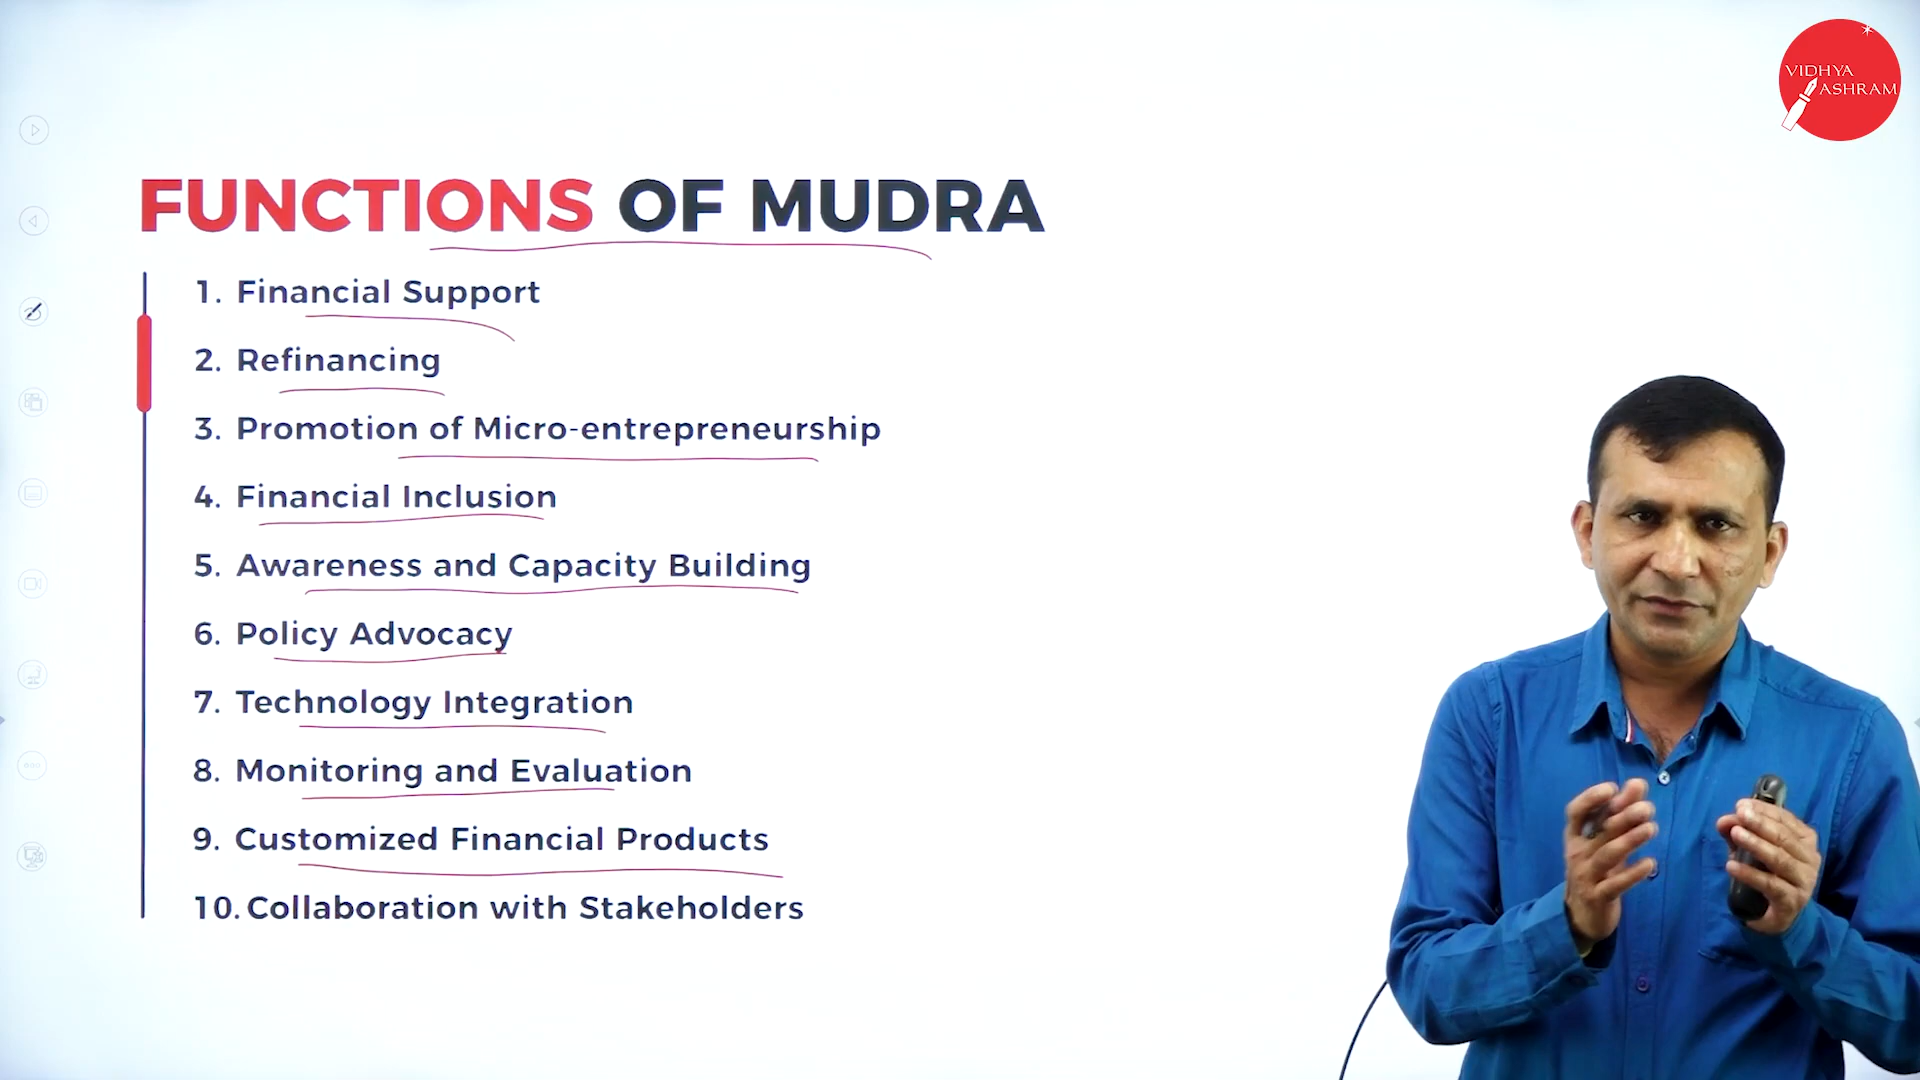 VIDHYA
ASHRAM
FUNCTIONS OF MUDRA
1. Financial Support
2. Refinancing
3. Promotion of Micro-entrepreneurship
4. Financial Inclusion
5. Awareness and Capacity Building
6. Policy Advocacy
7. Technology Integration
8. Monitoring and Evaluation
9. Customized Financial Products
10. Collaboration with Stakeholders